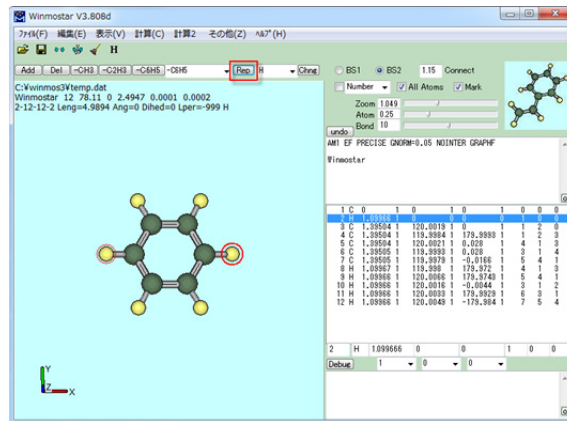 Winmostar V3.808d
ファイル(F) 編集(E) 表示(V) 計算(C) 計算2 その他(Z) ヘルプ(H)
H
Add Del -CH3 -C2H3 -C6H5 -C6H5 Rep H Chng
C:¥winmos3¥temp.dat
Winmostar 12 78.11 0 2.4947 0.0001 0.0002
2-12-12-2 Leng=4.9894 Ang=0 Dihed=0 Lper=-999 H
BS1 BS2 1.15 Connect
Number All Atoms Mark
Zoom 1.049
Atom 0.25
undo Bond 10
AM1 EF PRECISE GNORM=0.05 NOINTER GRAPHF
Winmostar
1 C 0 1 0 1 0 1 0 0 0
2 H 1.09966 1 0 0 0 0 1 0 0
3 C 1.39504 1 120.0019 1 0 1 1 2 0
4 C 1.39504 1 119.9984 1 179.9993 1 1 2 3
5 C 1.39504 1 120.0021 1 0.028 1 4 1 3
6 C 1.39505 1 119.9993 1 0.028 1 3 1 4
7 C 1.39505 1 119.9979 1 -0.0166 1 5 4 1
8 H 1.09967 1 119.998 1 179.972 1 4 1 3
9 H 1.09966 1 120.0066 1 179.9743 1 5 4 1
10 H 1.09966 1 120.0016 1 -0.0044 1 3 1 2
11 H 1.09966 1 120.0033 1 179.9929 1 6 3 1
12 H 1.09966 1 120.0049 1 -179.984 1 7 5 4
2 H 1.099666 0 0 1 0 0
Debug 1 0 0
Y
Z X